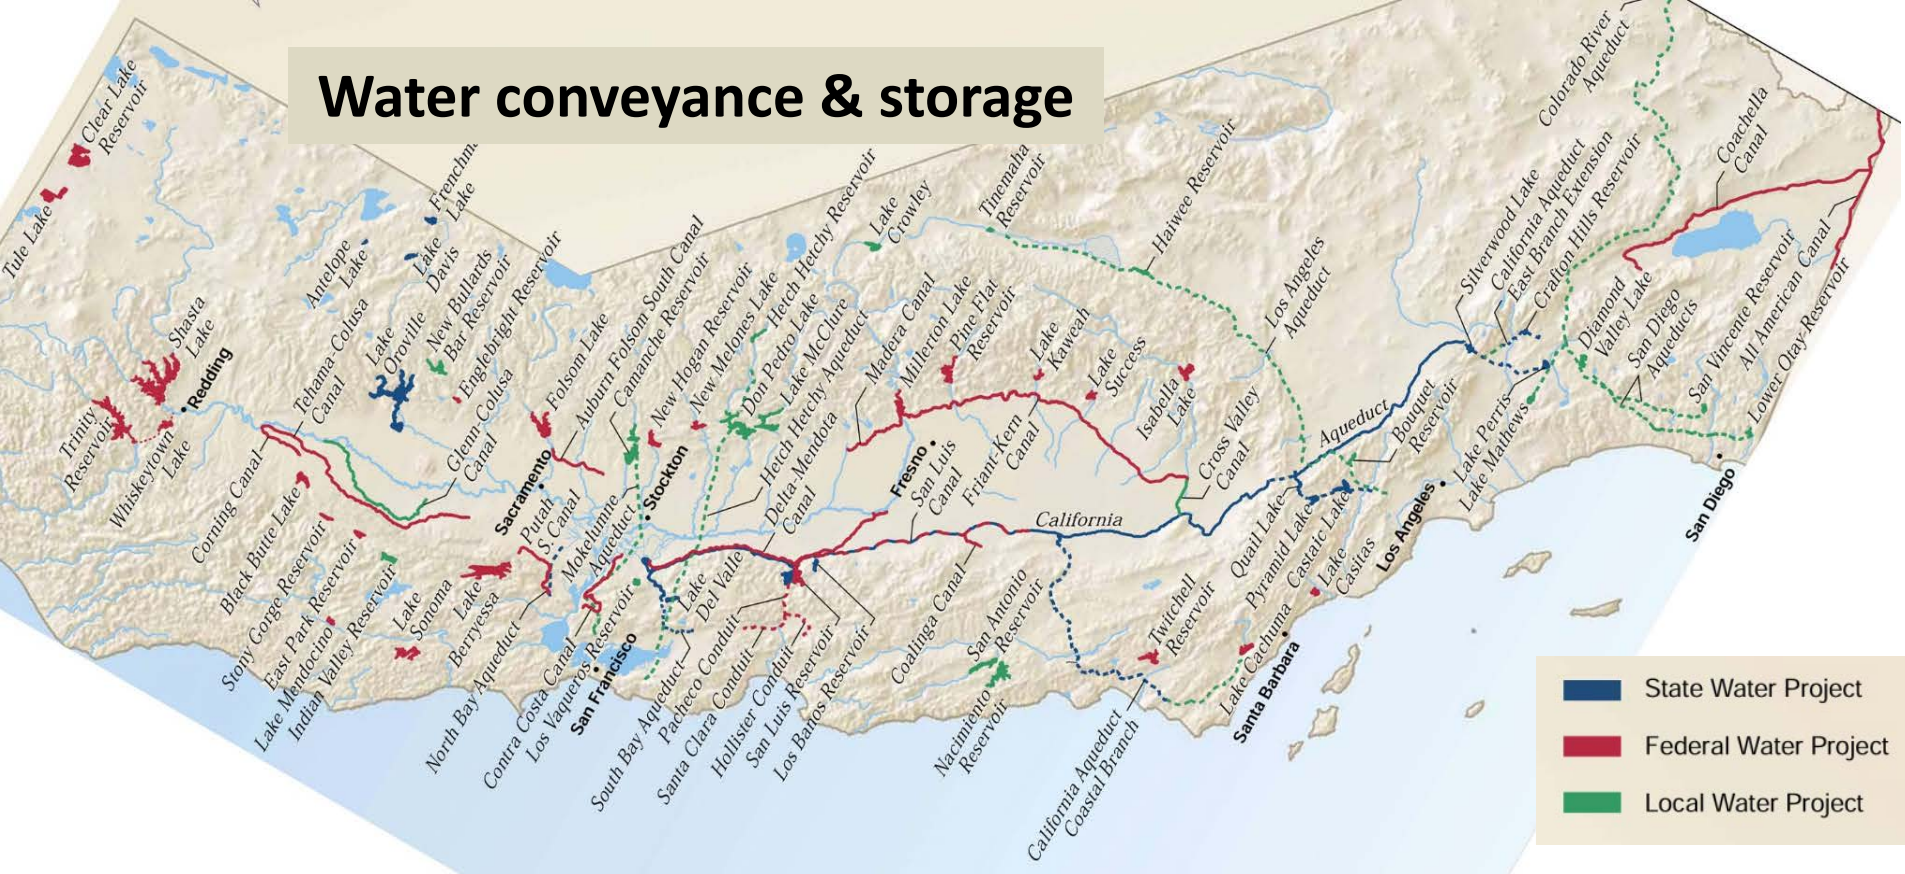 Water conveyance & storage
Clear Lake
Reservoir
Tule Lake
Shasta
Lake
Redding
Trinity
Reservoir
Whiskeytown
Lake
Antelope
Lake
Lake
Davis
Lake
Oroville
New Bullards
Bar Reservoir
Englebright Reservoir
Tehama-Colusa
Canal
Glenn-Colusa
Canal
Corning Canal
Black Butte Lake
Stony Gorge Reservoir
East Park Reservoir
Lake Mendocino
Indian Valley Reservoir
Lake
Sonoma
Lake
Berryessa
North Bay Aqueduct
Sacramento
Putah
S. Canal
Folsom Lake
Auburn Folsom South Canal
Camanche Reservoir
New Hogan Reservoir
New Melones Lake
Hetch Hetchy Reservoir
Don Pedro Lake
Lake McClure
Hetch Hetchy Aqueduct
Stockton
Mokelumne
Aqueduct
Contra Costa Canal
Los Vaqueros Reservoir
San Francisco
Lake
Del Valle
South Bay Aqueduct
Pacheco Conduit
Santa Clara Conduit
Hollister Conduit
San Luis Reservoir
Los Banos Reservoir
Delta-Mendota
Canal
Madera Canal
Millerton Lake
Pine Flat
Reservoir
Lake
Crowley
Tinemaha
Reservoir
Haiwee Reservoir
Fresno
San Luis
Canal
Friant-Kern
Canal
Lake
Kaweah
Lake
Success
Isabella
Lake
Cross Valley
Canal
Los Angeles
Aqueduct
California
Aqueduct
Coalinga Canal
San Antonio
Reservoir
Nacimiento
Reservoir
California Aqueduct
Coastal Branch
Twitchell
Reservoir
Lake Cachuma
Santa Barbara
Quail Lake
Pyramid Lake
Castaic Lake
Lake
Casitas
Bouquet
Reservoir
Los Angeles
Silverwood Lake
California Aqueduct
East Branch Extension
Crafton Hills Reservoir
Lake Perris
Lake Mathews
Colorado River
Aqueduct
Coachella
Canal
Diamond
Valley Lake
San Diego
Aqueducts
San Vincente Reservoir
All American Canal
Lower Otay Reservoir
San Diego
State Water Project
Federal Water Project
Local Water Project